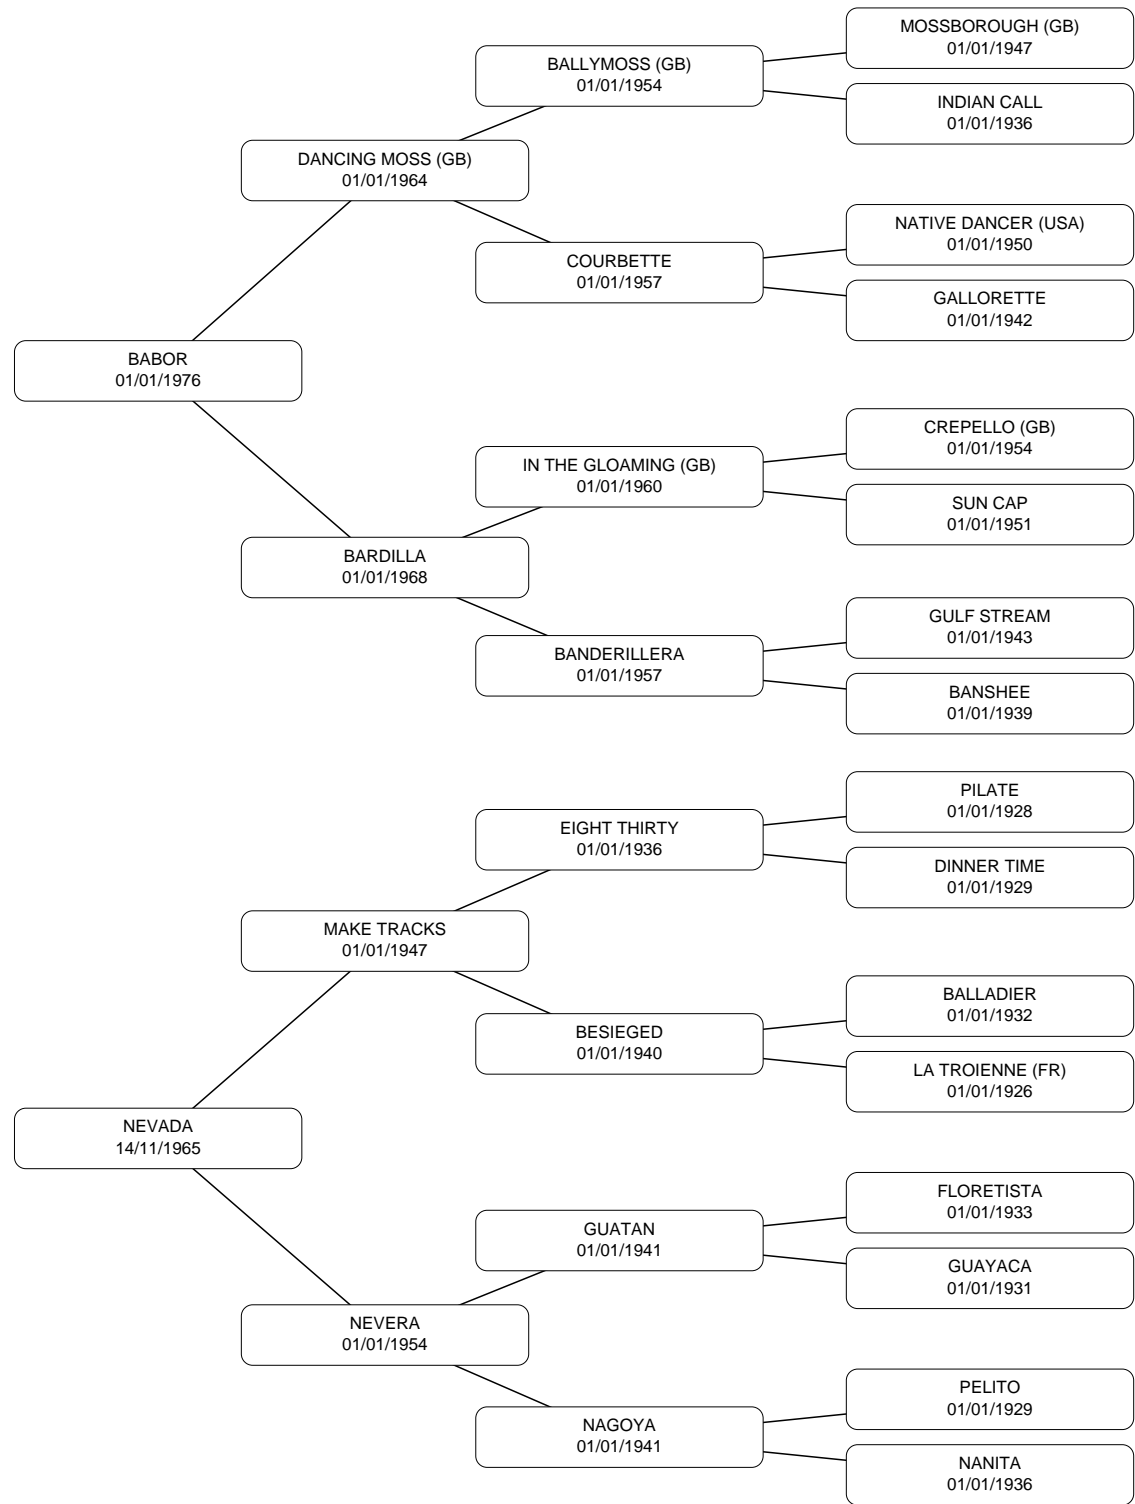 MOSSBOROUGH (GB)
01/01/1947
BALLYMOSS (GB)
01/01/1954
INDIAN CALL
01/01/1936
DANCING MOSS (GB)
01/01/1964
NATIVE DANCER (USA)
01/01/1950
COURBETTE
01/01/1957
GALLORETTE
01/01/1942
BABOR
01/01/1976
CREPELLO (GB)
01/01/1954
IN THE GLOAMING (GB)
01/01/1960
SUN CAP
01/01/1951
BARDILLA
01/01/1968
GULF STREAM
01/01/1943
BANDERILLERA
01/01/1957
BANSHEE
01/01/1939
PILATE
01/01/1928
EIGHT THIRTY
01/01/1936
DINNER TIME
01/01/1929
MAKE TRACKS
01/01/1947
BALLADIER
01/01/1932
BESIEGED
01/01/1940
LA TROIENNE (FR)
01/01/1926
NEVADA
14/11/1965
FLORETISTA
01/01/1933
GUATAN
01/01/1941
GUAYACA
01/01/1931
NEVERA
01/01/1954
PELITO
01/01/1929
NAGOYA
01/01/1941
NANITA
01/01/1936